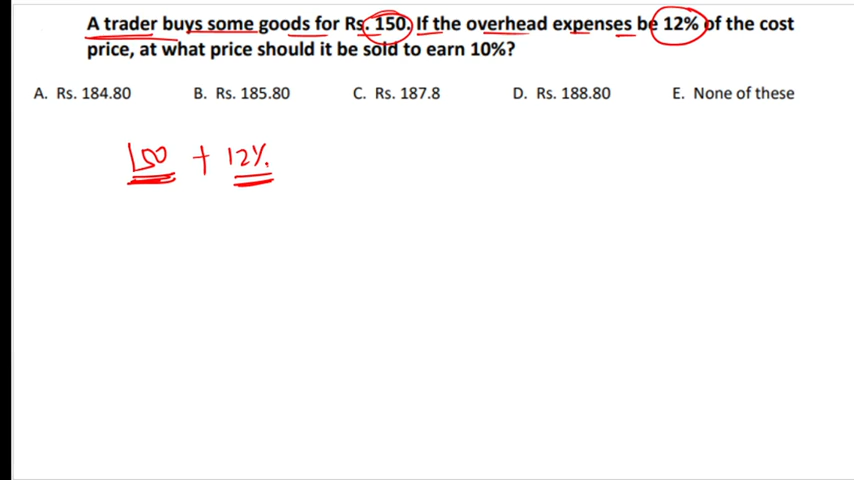 A trader buys some goods for Rs. 150. If the overhead expenses be 12% of the cost
price, at what price should it be sold to earn 10%?
A. Rs. 184.80 B. Rs. 185.80 C. Rs. 187.8 D. Rs. 188.80 E. None of these
150 + 12%